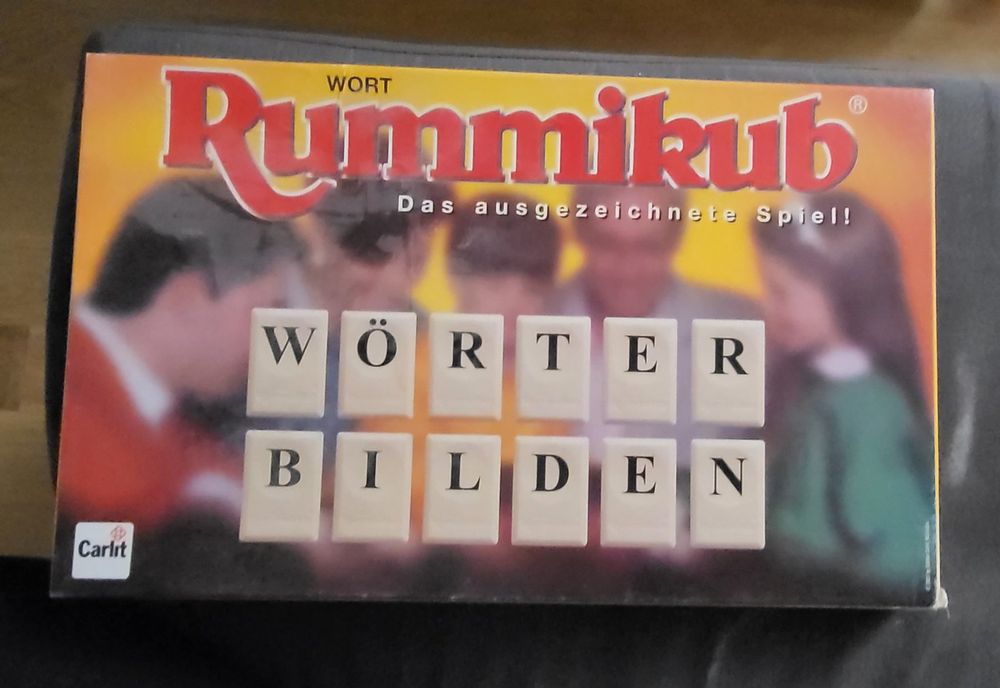 WORT
Rummikub®
Das ausgezeichnete Spiel!
WÖRTER
BILDEN
Carlit